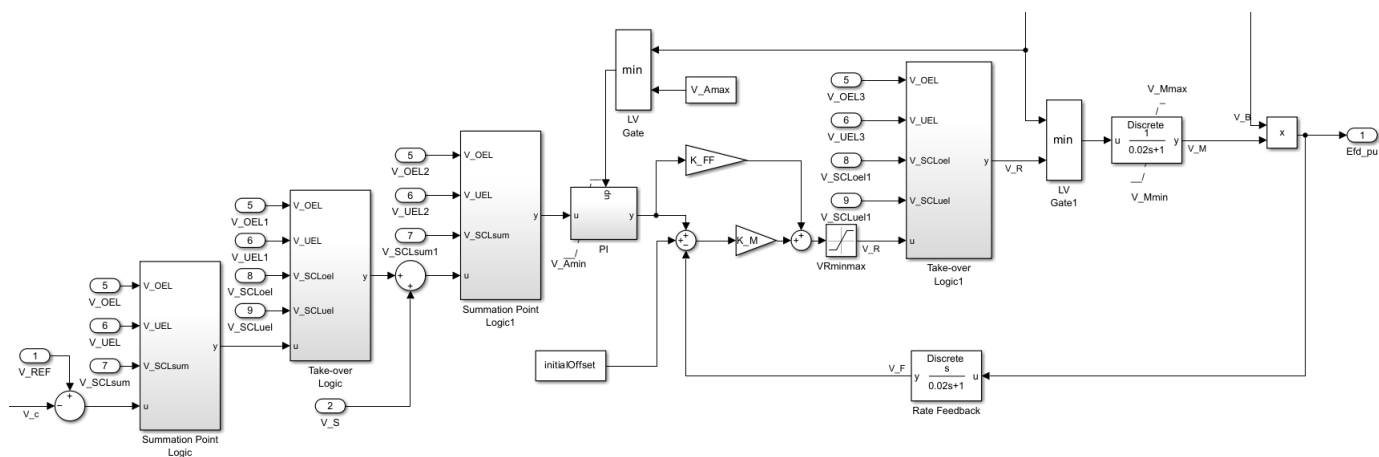 V_c
1
V_REF
+
−
5
V_OEL
6
V_UEL
7
V_SCLsum
V_OEL
V_UEL
V_SCLsum
u
y
Summation Point
Logic
5
V_OEL1
6
V_UEL1
8
V_SCLoel
9
V_SCLuel
V_OEL
V_UEL
V_SCLoel
V_SCLuel
u
y
Take-over
Logic
2
V_S
+
+
5
V_OEL2
6
V_UEL2
7
V_SCLsum1
V_OEL
V_UEL
V_SCLsum
u
y
Summation Point
Logic1
min
LV
Gate
V_Amax
u
up
y
PI
V_Amin
K_FF
initialOffset
+
+
−
K_M
+
+
VRminmax
V_R
5
V_OEL3
6
V_UEL3
8
V_SCLoel1
9
V_SCLuel1
V_OEL
V_UEL
V_SCLoel
V_SCLuel
u
y
Take-over
Logic1
V_R
min
LV
Gate1
V_Mmax
Discrete
u
1
0.02s+1
y
V_M
V_Mmin
V_B
x
1
Efd_pu
V_F
Discrete
y
s
0.02s+1
u
Rate Feedback